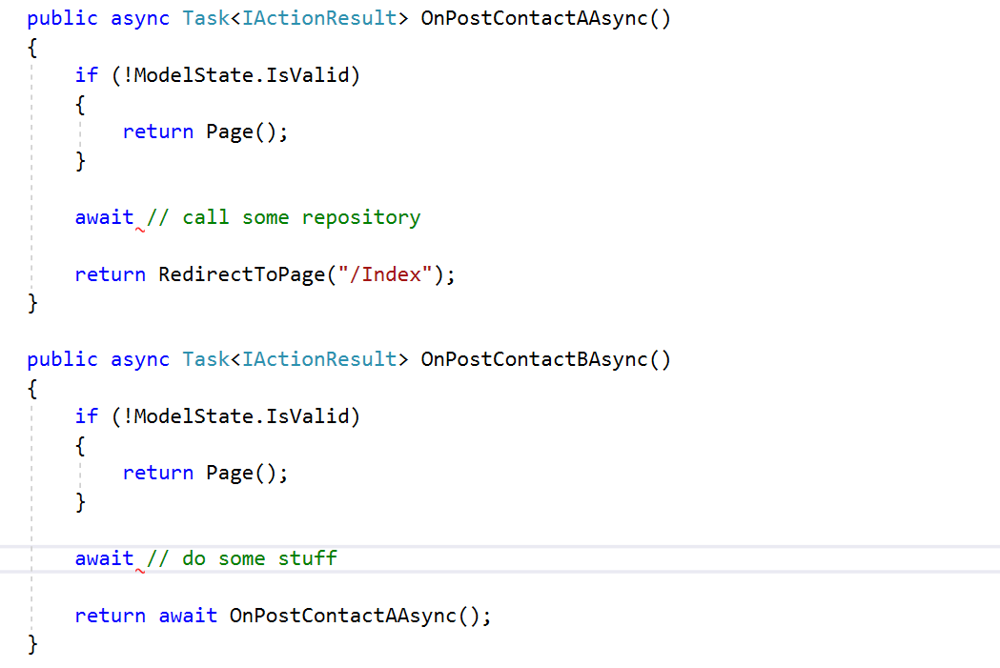 public async Task<IActionResult> OnPostContactAAsync()
{
    if (!ModelState.IsValid)
    {
        return Page();
    }

    await // call some repository

    return RedirectToPage("/Index");
}

public async Task<IActionResult> OnPostContactBAsync()
{
    if (!ModelState.IsValid)
    {
        return Page();
    }

    await // do some stuff

    return await OnPostContactAAsync();
}